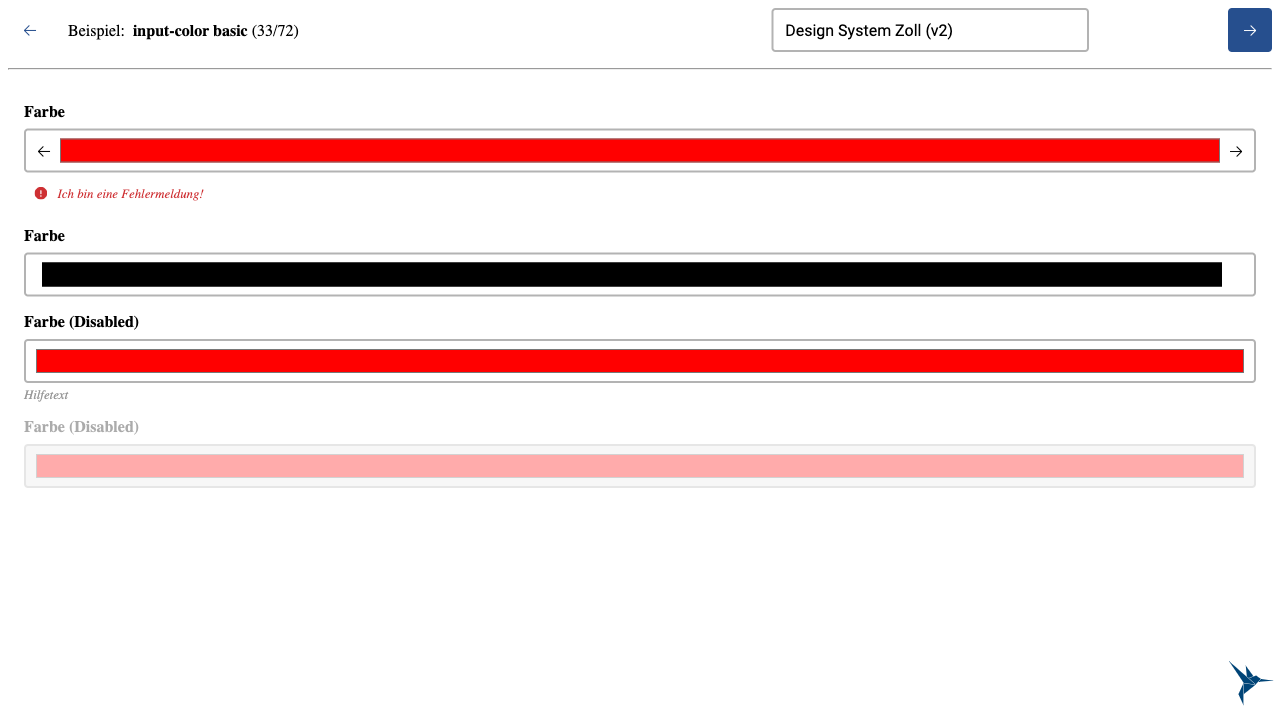 Beispiel: input-color basic (33/72)
Design System Zoll (v2)
Farbe
Ich bin eine Fehlermeldung!
Farbe
Farbe (Disabled)
Hilfetext
Farbe (Disabled)